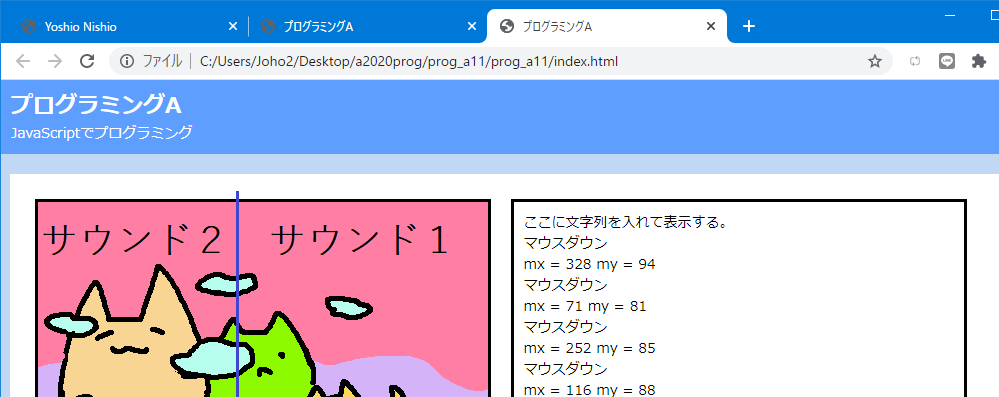 Yoshio Nishio
プログラミングA
プログラミングA
ファイル C:/Users/Joho2/Desktop/a2020prog/prog_a11/prog_a11/index.html
プログラミングA
JavaScriptでプログラミング
サウンド２ サウンド１
ここに文字列を入れて表示する。
マウスダウン
mx = 328 my = 94
マウスダウン
mx = 71 my = 81
マウスダウン
mx = 252 my = 85
マウスダウン
mx = 116 my = 88